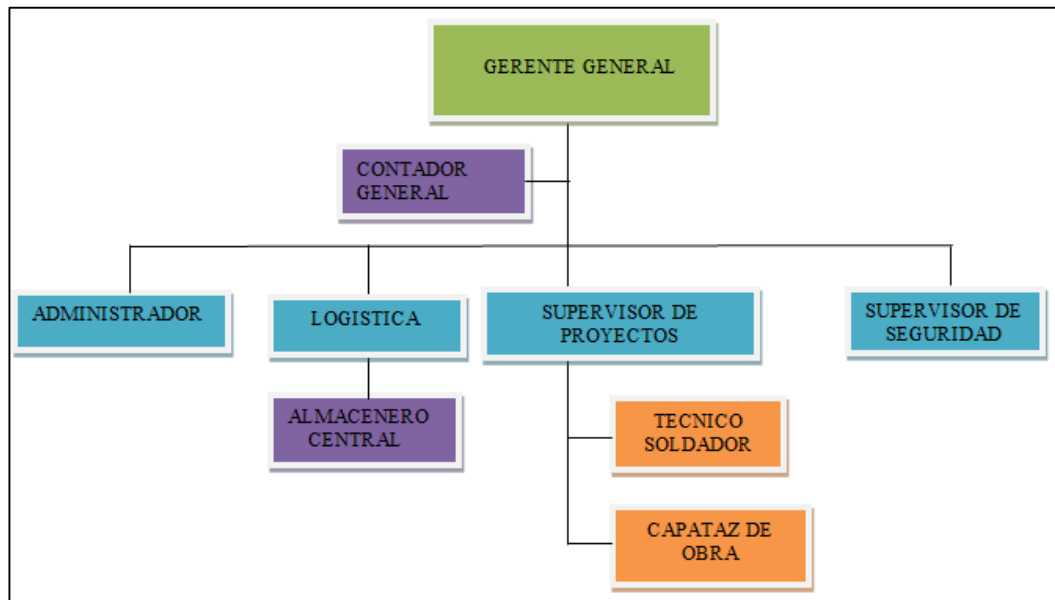 GERENTE GENERAL
CONTADOR
GENERAL
ADMINISTRADOR
LOGISTICA
SUPERVISOR DE
PROYECTOS
SUPERVISOR DE
SEGURIDAD
ALMACENERO
CENTRAL
TECNICO
SOLDADOR
CAPATAZ DE
OBRA